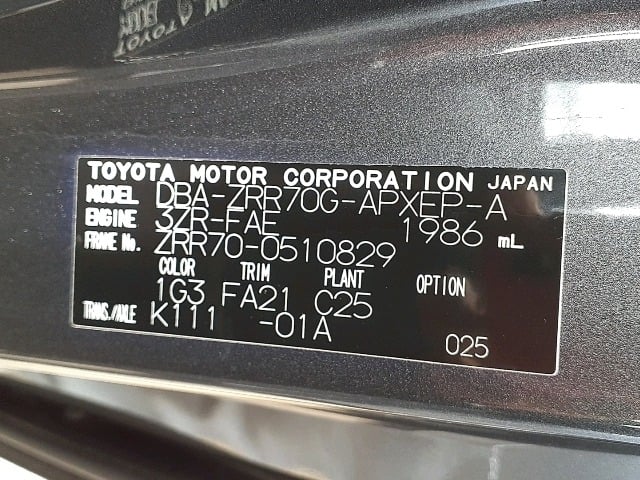 TOYOTA MOTOR CORPORATION JAPAN
MODEL DBA-ZRR70G-APXEP-A
ENGINE 3ZR-FAE 1986 mL
FRAME No. ZRR70-0510829
COLOR TRIM PLANT OPTION
1G3 FA21 C25
TRANS./AXLE K111 -01A
025